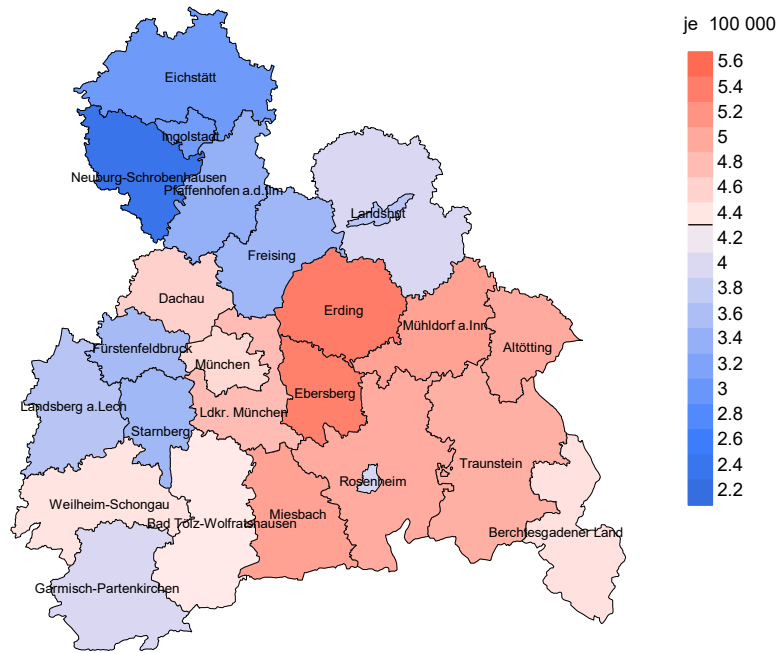 je 100 000
5.6
5.4
5.2
5
4.8
4.6
4.4
4.2
4
3.8
3.6
3.4
3.2
3
2.8
2.6
2.4
2.2
Eichstätt
Ingolstadt
Neuburg-Schrobenhausen
Pfaffenhofen a.d.Ilm
Landshut
Freising
Dachau
Erding
Mühldorf a.Inn
Altötting
Fürstenfeldbruck
München
Ebersberg
Landsberg a.Lech
Ldkr. München
Starnberg
Traunstein
Rosenheim
Weilheim-Schongau
Miesbach
Bad Tölz-Wolfratshausen
Berchtesgadener Land
Garmisch-Partenkirchen